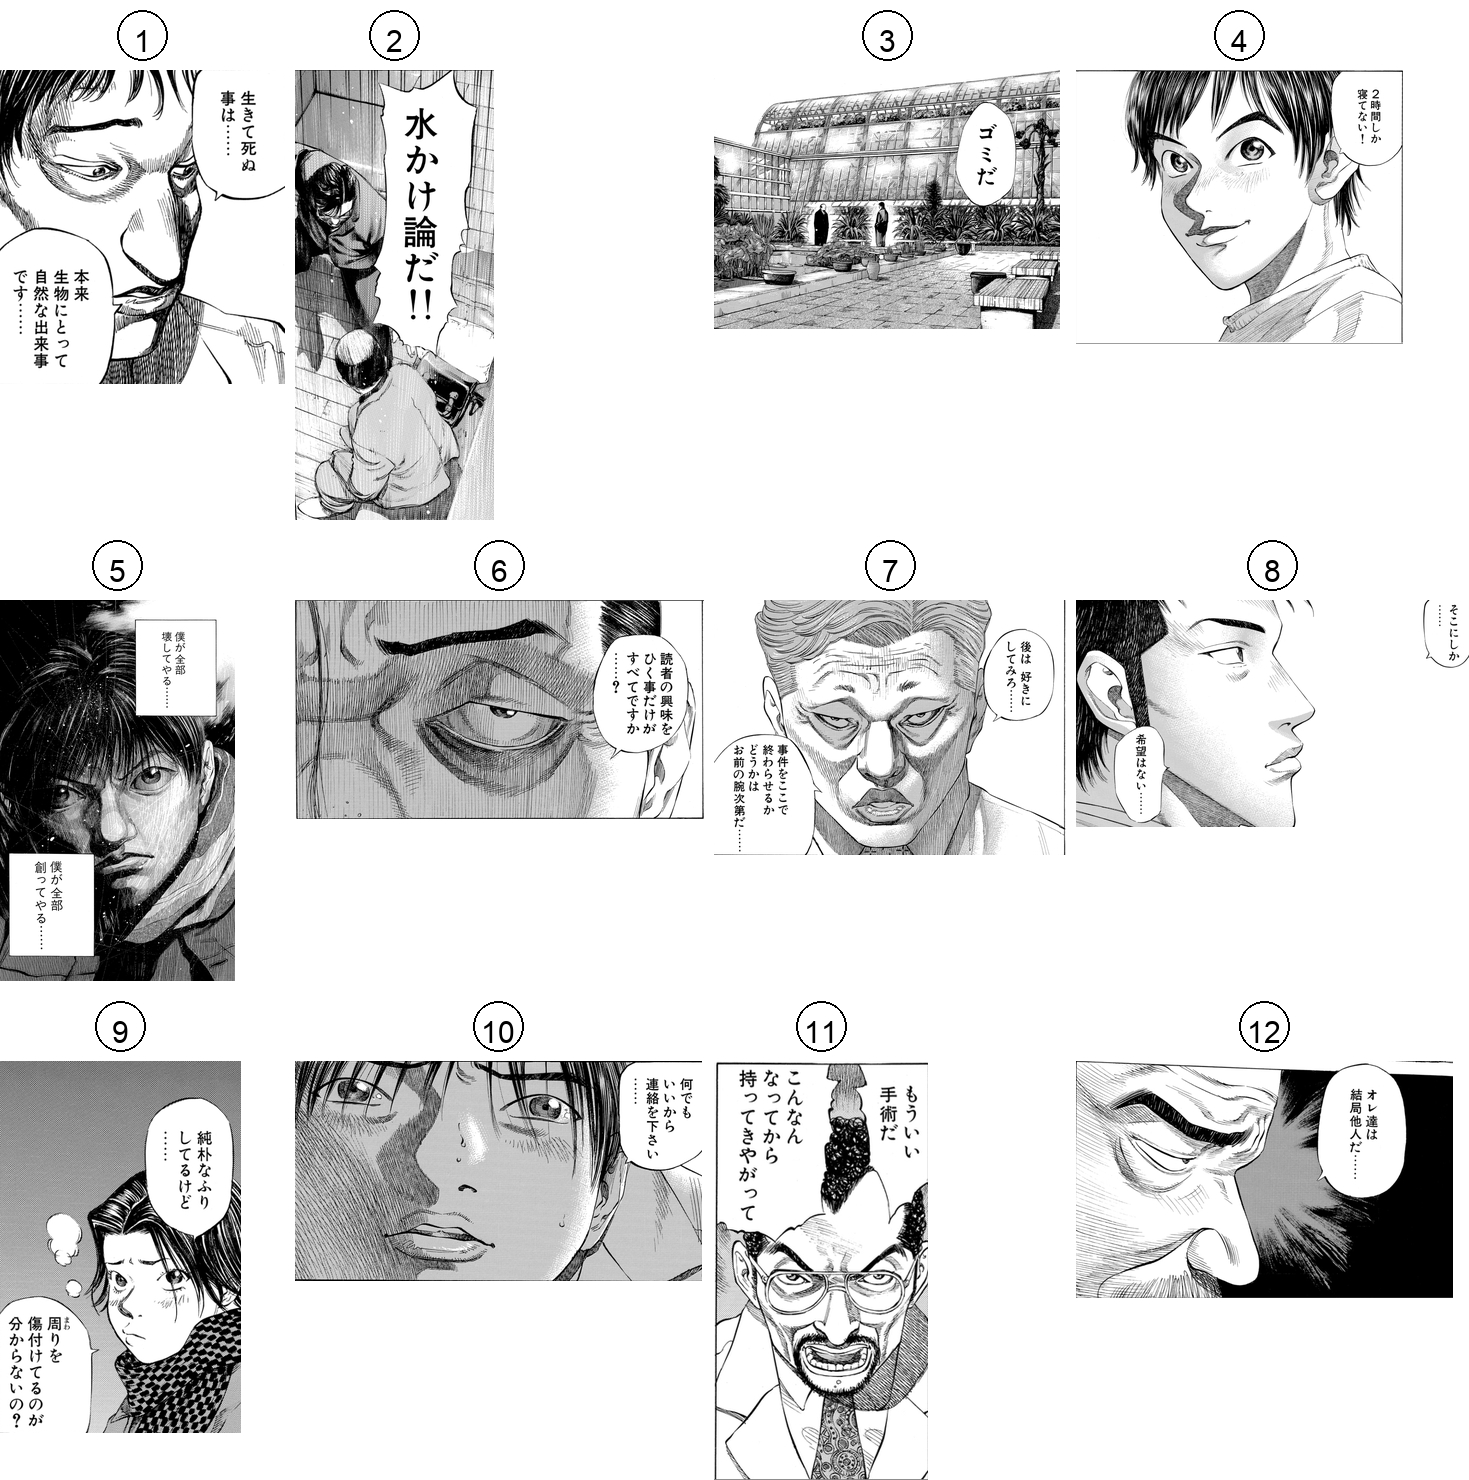 1
生きて死ぬ
事は……
本来
生物にとって
自然な出来事
です……
2
水かけ論だ!!
3
ゴミだ
4
2時間しか
寝てない!
5
僕が全部
壊してやる……
僕が全部
創ってやる……
6
読者の興味を
ひく事だけが
すべてですか
……?
7
後は 好きに
してみろ……
事件をここで
終わらせるか
どうかは
お前の腕次第だ……
8
そこにしか
……
希望はない……
9
純朴なふり
してるけど
……
周りを
まわ
傷付けてるのが
分からないの?
10
何でも
いいから
連絡を下さい
……
11
もういい
手術だ
こんなん
なってから
持ってきやがって
12
オレ達は
結局他人だ……